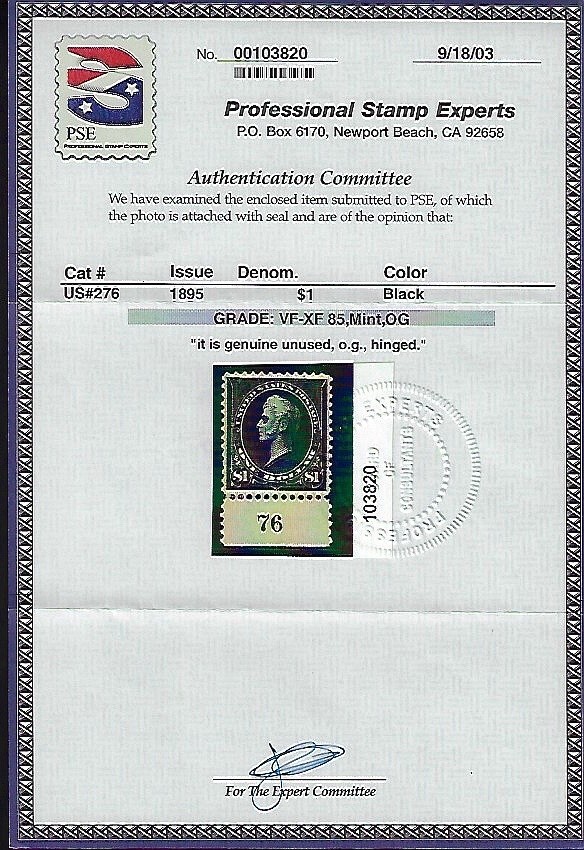 No. 00103820
9/18/03
PSE
PROFESSIONAL STAMP EXPERTS
Professional Stamp Experts
P.O. Box 6170, Newport Beach, CA 92658
Authentication Committee
We have examined the enclosed item submitted to PSE, of which
the photo is attached with seal and are of the opinion that:
Cat # Issue Denom. Color
US#276 1895 $1 Black
GRADE: VF-XF 85,Mint,OG
"it is genuine unused, o.g., hinged."
$1 $1
76
103820
EXPERTS
OF
CONSULTANTS
For The Expert Committee